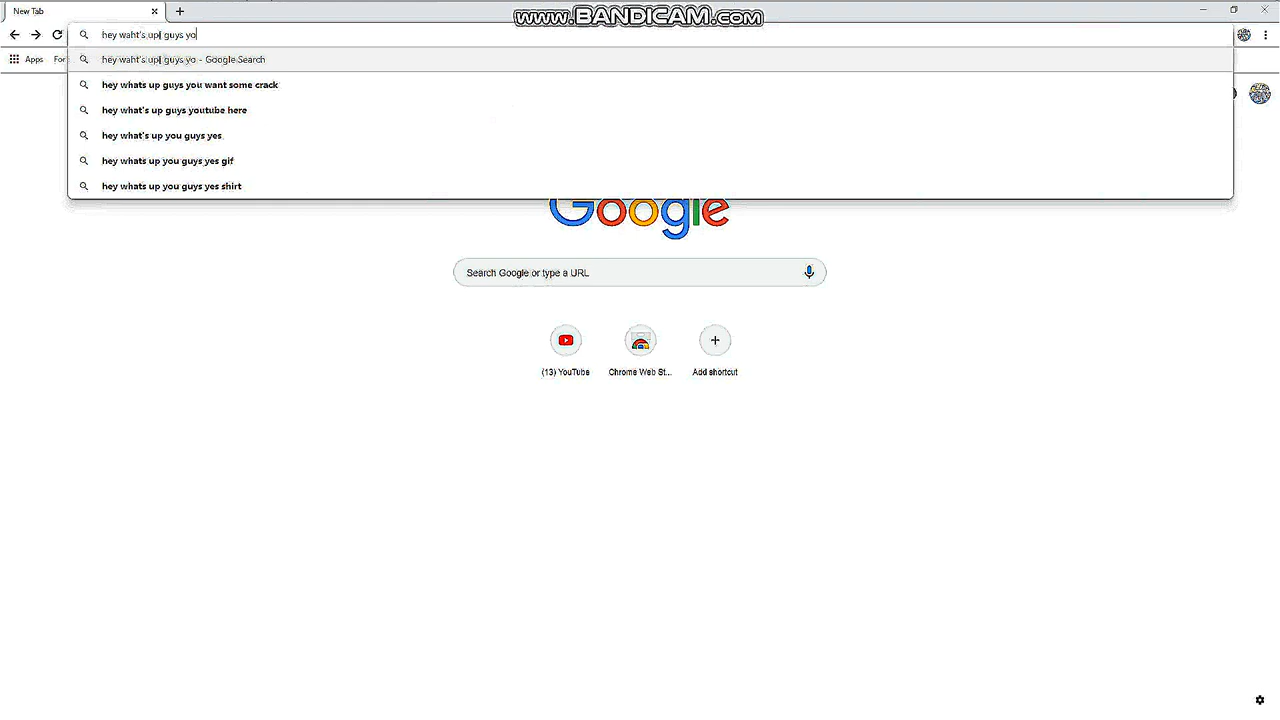 New Tab
www.BANDICAM.com
hey waht's up guys yo
Apps
For
hey waht's up guys yo - Google Search
hey whats up guys you want some crack
hey what's up guys youtube here
hey what's up you guys yes
hey whats up you guys yes gif
hey whats up you guys yes shirt
Google
Search Google or type a URL
(13) YouTube
Chrome Web St...
Add shortcut